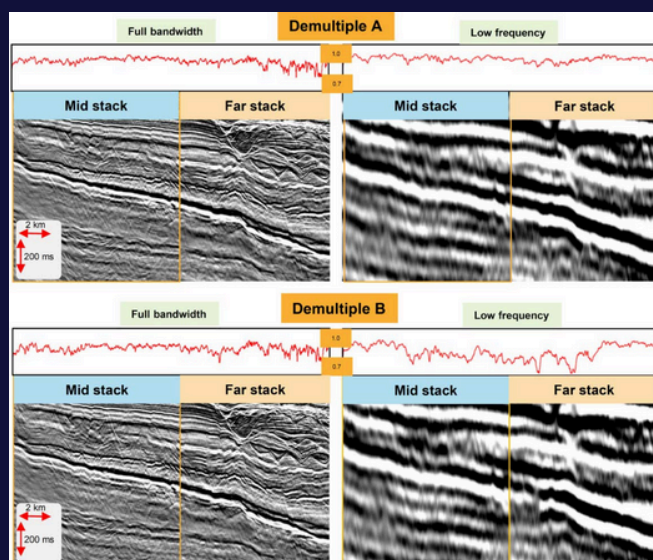 Full bandwidth
Demultiple A
Low frequency
1.0
0.7
Mid stack
Far stack
Mid stack
Far stack
2 km
200 ms
Full bandwidth
Demultiple B
Low frequency
1.0
0.7
Mid stack
Far stack
Mid stack
Far stack
2 km
200 ms